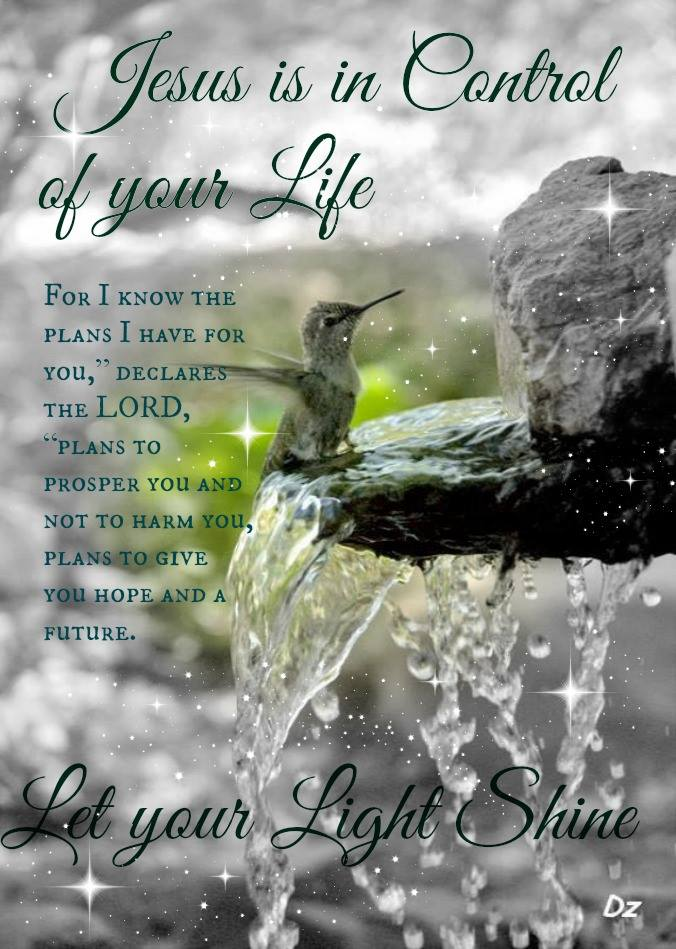 Jesus is in Control
of your Life
For I know the
plans I have for
you,” declares
the LORD,
“plans to
prosper you and
not to harm you,
plans to give
you hope and a
future.
Let your Light Shine
Dz